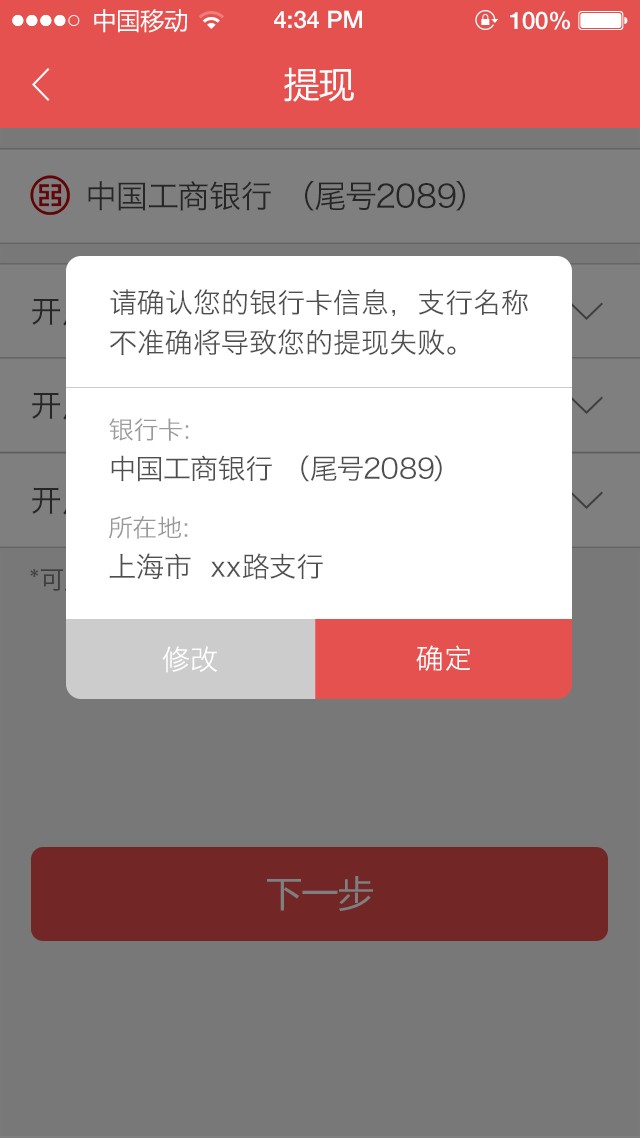 中国移动 4:34 PM 100%
提现
中国工商银行 （尾号2089）
开
请确认您的银行卡信息，支行名称
不准确将导致您的提现失败。
开
银行卡:
中国工商银行 （尾号2089）
开
所在地:
上海市 xx路支行
*可
修改 确定
下一步